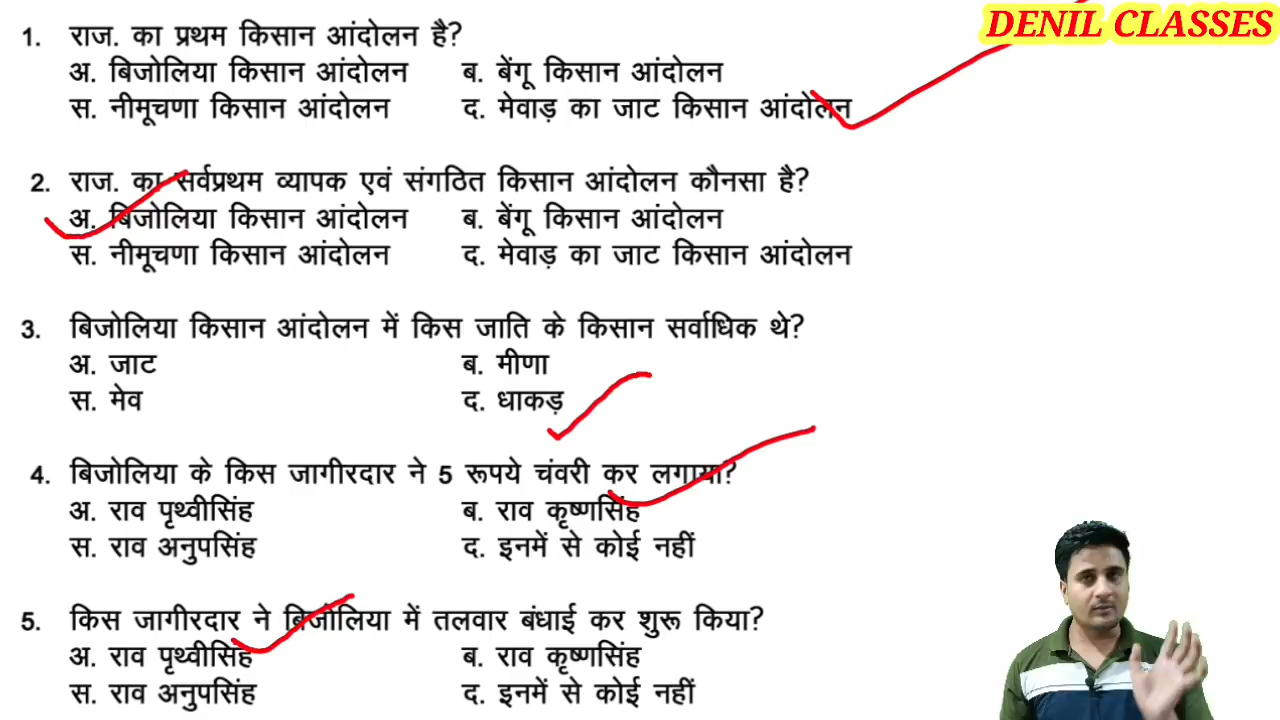 DENIL CLASSES
1. राज. का प्रथम किसान आंदोलन है?
अ. बिजोलिया किसान आंदोलन ब. बेंगू किसान आंदोलन
स. नीमूचणा किसान आंदोलन द. मेवाड़ का जाट किसान आंदोलन
2. राज. का सर्वप्रथम व्यापक एवं संगठित किसान आंदोलन कौनसा है?
अ. बिजोलिया किसान आंदोलन ब. बेंगू किसान आंदोलन
स. नीमूचणा किसान आंदोलन द. मेवाड़ का जाट किसान आंदोलन
3. बिजोलिया किसान आंदोलन में किस जाति के किसान सर्वाधिक थे?
अ. जाट ब. मीणा
स. मेव द. धाकड़
4. बिजोलिया के किस जागीरदार ने 5 रूपये चंवरी कर लगाया?
अ. राव पृथ्वीसिंह ब. राव कृष्णसिंह
स. राव अनुपसिंह द. इनमें से कोई नहीं
5. किस जागीरदार ने बिजोलिया में तलवार बंधाई कर शुरू किया?
अ. राव पृथ्वीसिंह ब. राव कृष्णसिंह
स. राव अनुपसिंह द. इनमें से कोई नहीं